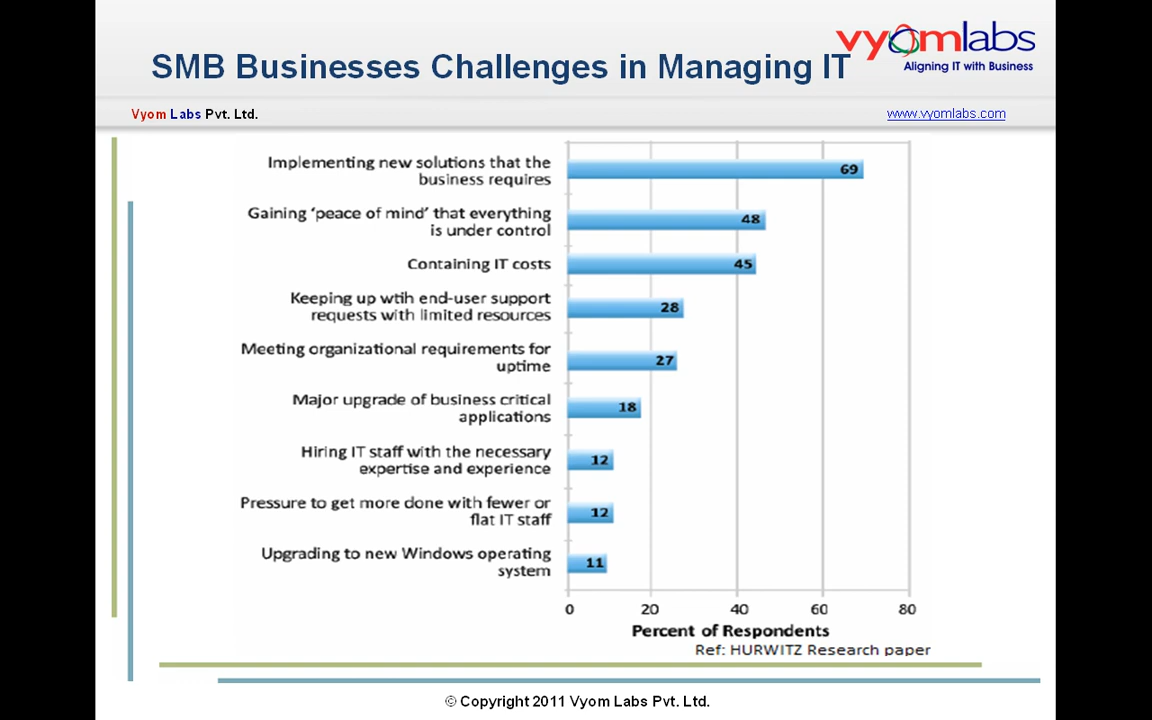 SMB Businesses Challenges in Managing IT
vyomlabs
Aligning IT with Business
Vyom Labs Pvt. Ltd.
www.vyomlabs.com
Implementing new solutions that the
business requires
69
Gaining ‘peace of mind’ that everything
is under control
48
Containing IT costs
45
Keeping up wtih end-user support
requests with limited resources
28
Meeting organizational requirements for
uptime
27
Major upgrade of business critical
applications
18
Hiring IT staff with the necessary
expertise and experience
12
Pressure to get more done with fewer or
flat IT staff
12
Upgrading to new Windows operating
system
11
0 20 40 60 80
Percent of Respondents
Ref: HURWITZ Research paper
© Copyright 2011 Vyom Labs Pvt. Ltd.